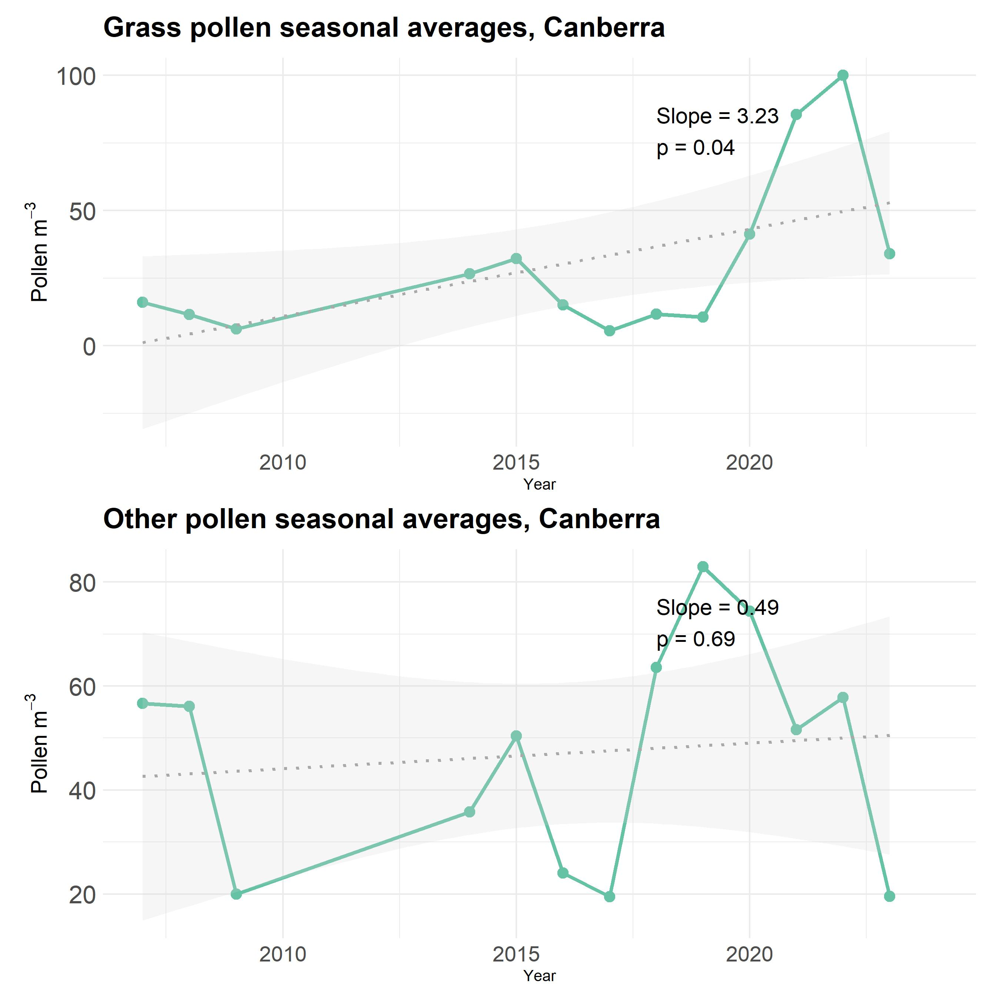 Grass pollen seasonal averages, Canberra
100
Slope = 3.23
p = 0.04
50
0
Pollen m⁻³
2010 2015 2020
Year
Other pollen seasonal averages, Canberra
80
Slope = 0.49
p = 0.69
60
40
20
Pollen m⁻³
2010 2015 2020
Year